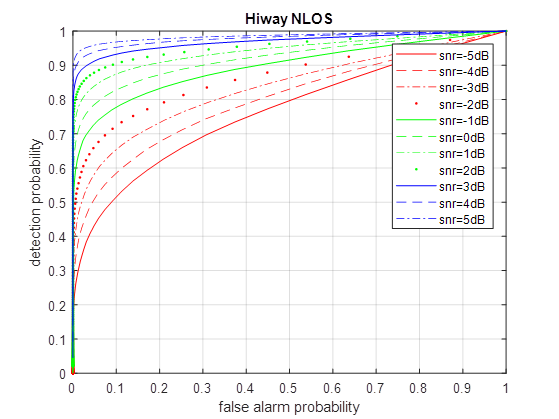 Hiway NLOS
detection probability
1
0.9
0.8
0.7
0.6
0.5
0.4
0.3
0.2
0.1
0
snr=-5dB
snr=-4dB
snr=-3dB
snr=-2dB
snr=-1dB
snr=0dB
snr=1dB
snr=2dB
snr=3dB
snr=4dB
snr=5dB
0 0.1 0.2 0.3 0.4 0.5 0.6 0.7 0.8 0.9 1
false alarm probability